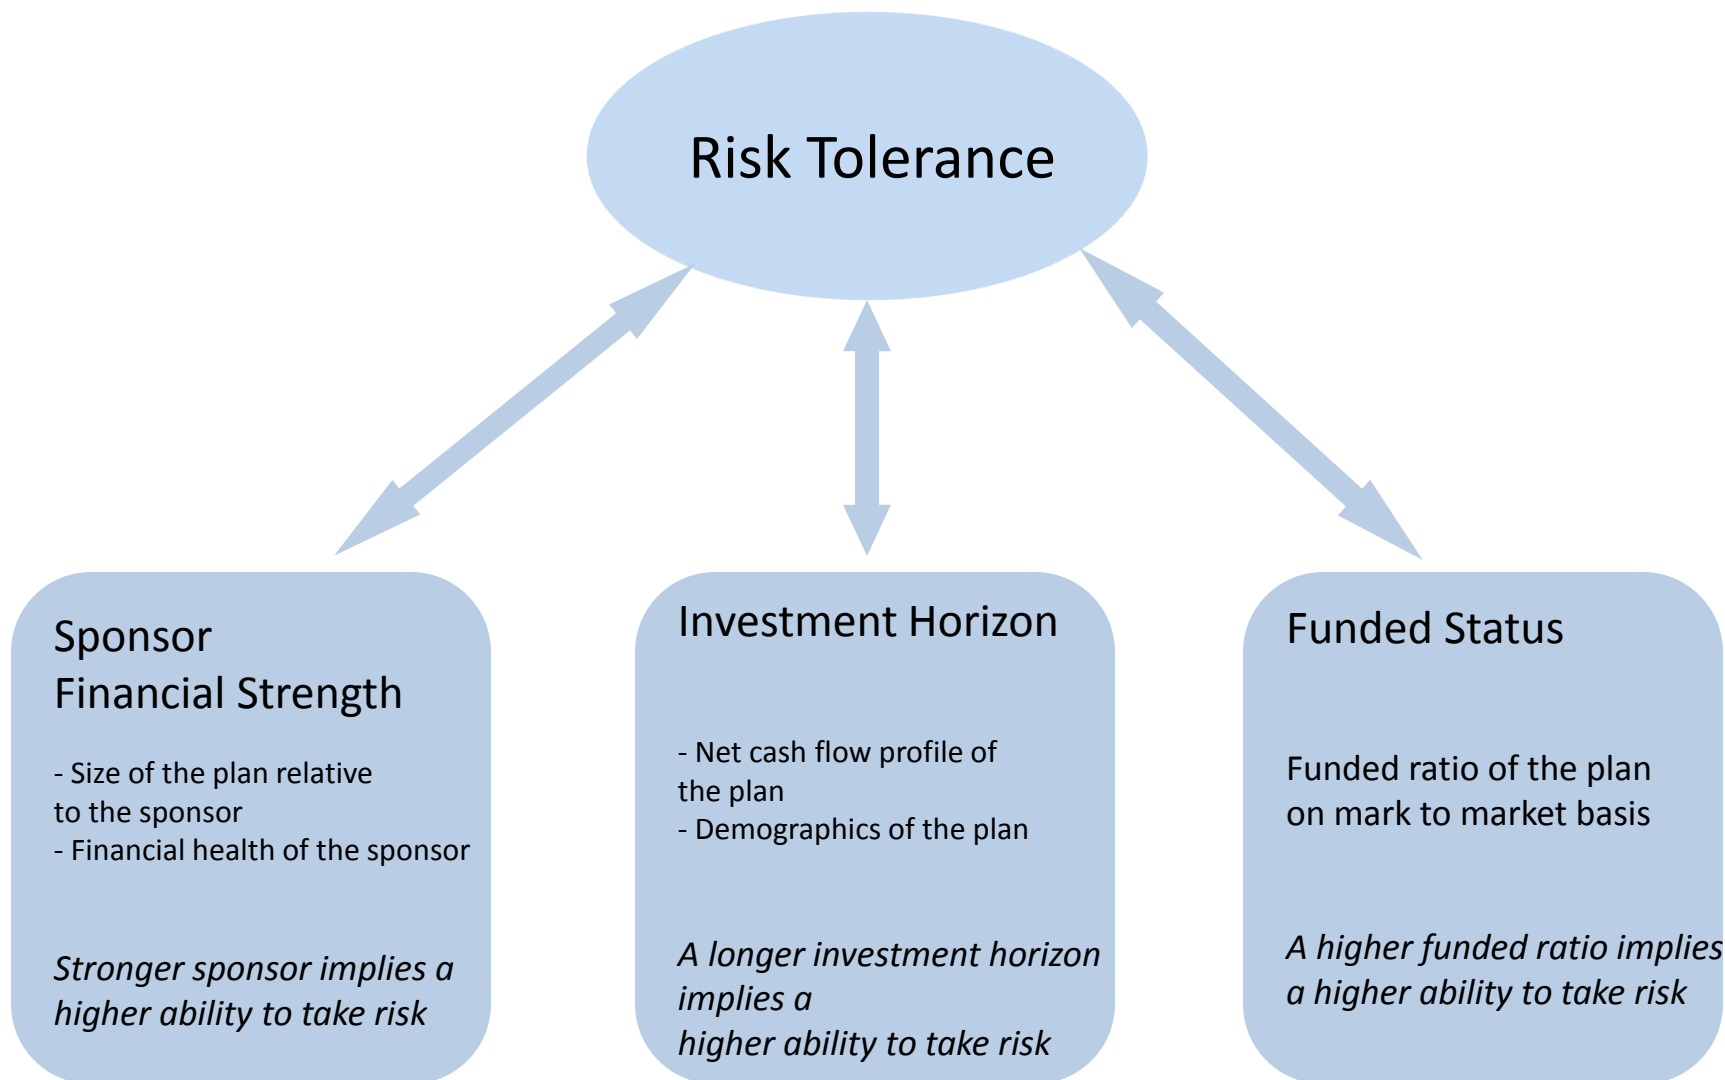 Risk Tolerance
Sponsor
Financial Strength
- Size of the plan relative
to the sponsor
- Financial health of the sponsor
Stronger sponsor implies a
higher ability to take risk
Investment Horizon
- Net cash flow profile of
the plan
- Demographics of the plan
A longer investment horizon
implies a
higher ability to take risk
Funded Status
Funded ratio of the plan
on mark to market basis
A higher funded ratio implies
a higher ability to take risk